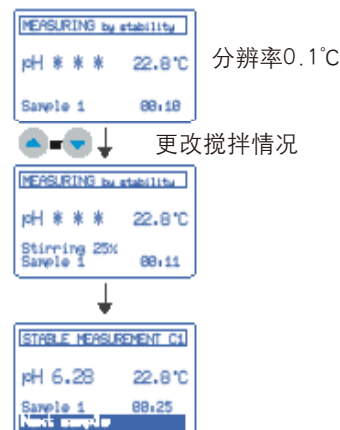 MEASURING by stability
pH * * * 22.8°C
分辨率0.1℃
Sample 1 00:10
更改搅拌情况
MEASURING by stability
pH * * * 22.8°C
Stirring 25%
Sample 1 00:11
STABLE MEASUREMENT C1
pH 6.28 22.8°C
Sample 1 00:25
Next sample